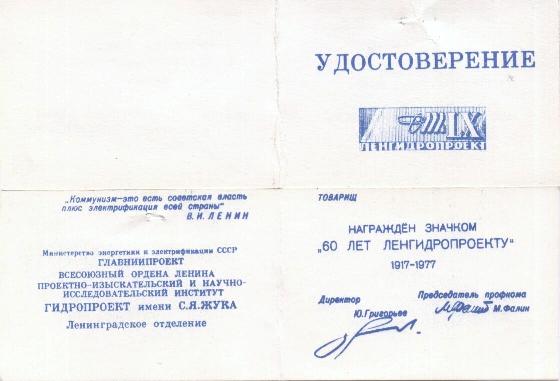 УДОСТОВЕРЕНИЕ
LX
ЛЕНГИДРОПРОЕКТ
„Коммунизм-это есть советская власть
плюс электрификация всей страны"
В.И.ЛЕНИН
Министерство энергетики и электрификации СССР
ГЛАВНИИПРОЕКТ
ВСЕСОЮЗНЫЙ ОРДЕНА ЛЕНИНА
ПРОЕКТНО-ИЗЫСКАТЕЛЬСКИЙ И НАУЧНО-
ИССЛЕДОВАТЕЛЬСКИЙ ИНСТИТУТ
ГИДРОПРОЕКТ ИМЕНИ С.Я.ЖУКА
Ленинградское отделение
ТОВАРИЩ
НАГРАЖДЁН ЗНАЧКОМ
„60 ЛЕТ ЛЕНГИДРОПРОЕКТУ"
1917-1977
Директор
Ю.Григорьев
Председатель профкома
М.Фалин